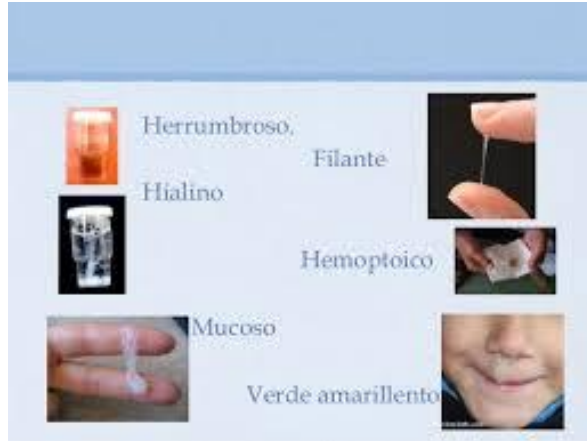 Herrumbroso.
Filante
Hialino
Hemoptoico
Mucoso
Verde amarillento